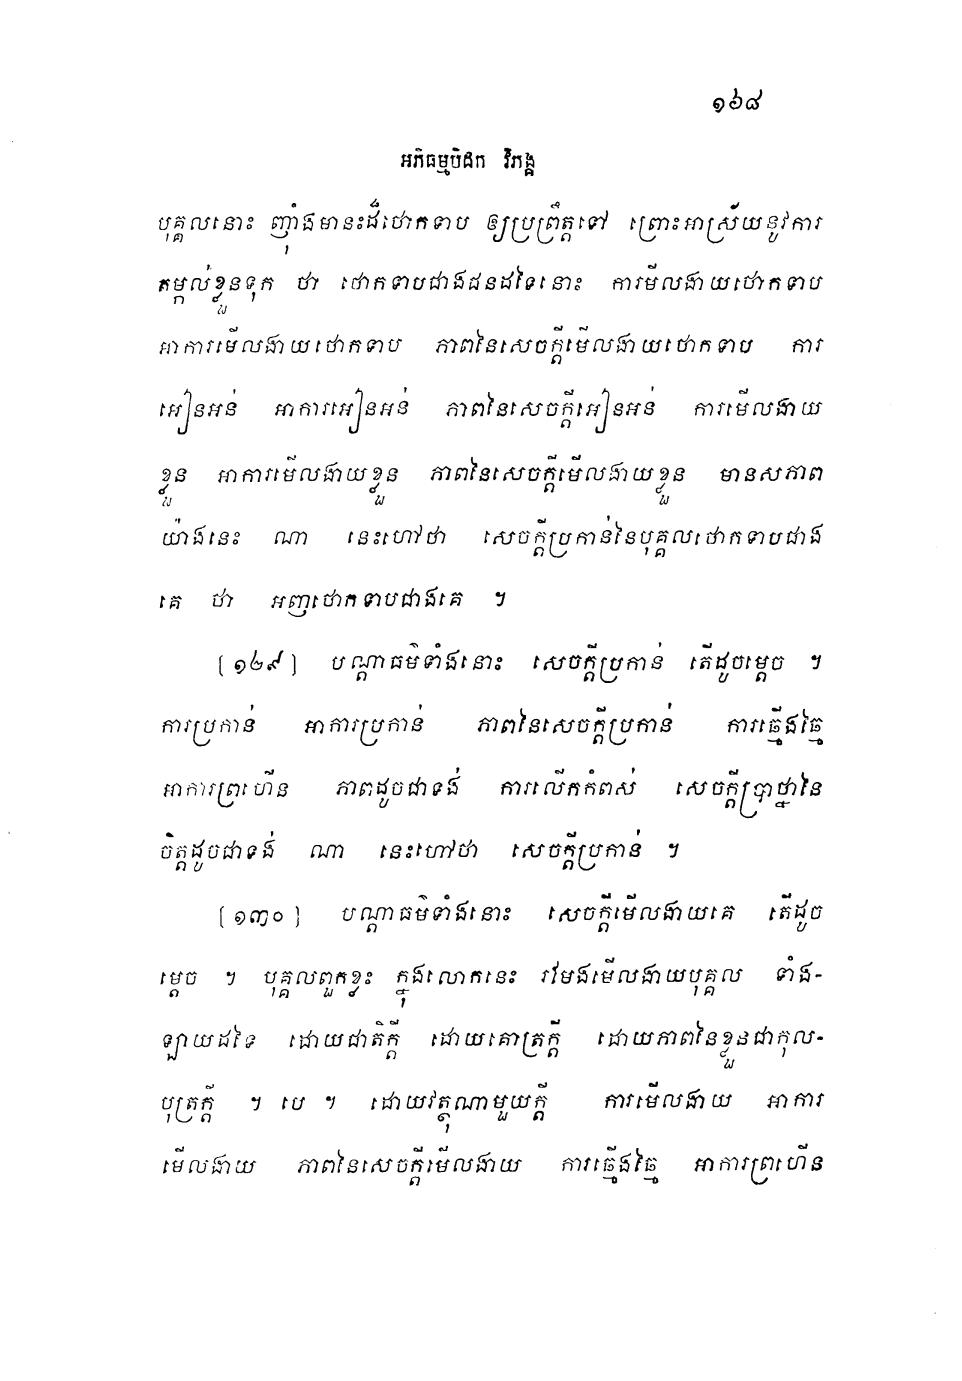 ១៦៨
អភិធម្មបិដក វិភង្គ
បុគ្គលនោះ ញុំាងមានះដ៏ថោកទាប ឲ្យប្រព្រឹត្តទៅ ព្រោះអាស្រ័យនូវការ
តម្កល់ខ្លួនទុក ថា ថោកទាបជាងជនដទៃនោះ ការមើលងាយថោកទាប
អាការមើលងាយថោកទាប ភាពនៃសេចក្តីមើលងាយថោកទាប ការ
អៀនអន់ អាការអៀនអន់ ភាពនៃសេចក្តីអៀនអន់ ការមើលងាយ
ខ្លួន អាការមើលងាយខ្លួន ភាពនៃសេចក្តីមើលងាយខ្លួន មានសភាព
យ៉ាងនេះ ណា នេះហៅថា សេចក្តីប្រកាន់នៃបុគ្គលថោកទាបជាង
គេ ថា អញថោកទាបជាងគេ ។
(១២៩) បណ្តាធម៌ទាំងនោះ សេចក្តីប្រកាន់ តើដូចម្តេច ។
ការប្រកាន់ អាការប្រកាន់ ភាពនៃសេចក្តីប្រកាន់ ការឆ្មើងឆ្មៃ
អាការព្រហើន ភាពដូចជាទង់ ការលើកកំពស់ សេចក្តីប្រាថ្នានៃ
ចិត្តដូចជាទង់ ណា នេះហៅថា សេចក្តីប្រកាន់ ។
(១៣០) បណ្តាធម៌ទាំងនោះ សេចក្តីមើលងាយគេ តើដូច
ម្តេច ។ បុគ្គលពួកខ្លះ ក្នុងលោកនេះ រមែងមើលងាយបុគ្គល ទាំង-
ឡាយដទៃ ដោយជាតិក្តី ដោយគោត្រក្តី ដោយភាពនៃខ្លួនជាកុល-
បុត្រក្តី ។ បេ ។ ដោយវត្ថុណាមួយក្តី ការមើលងាយ អាការ
មើលងាយ ភាពនៃសេចក្តីមើលងាយ ការឆ្មើងឆ្មៃ អាការព្រហើន